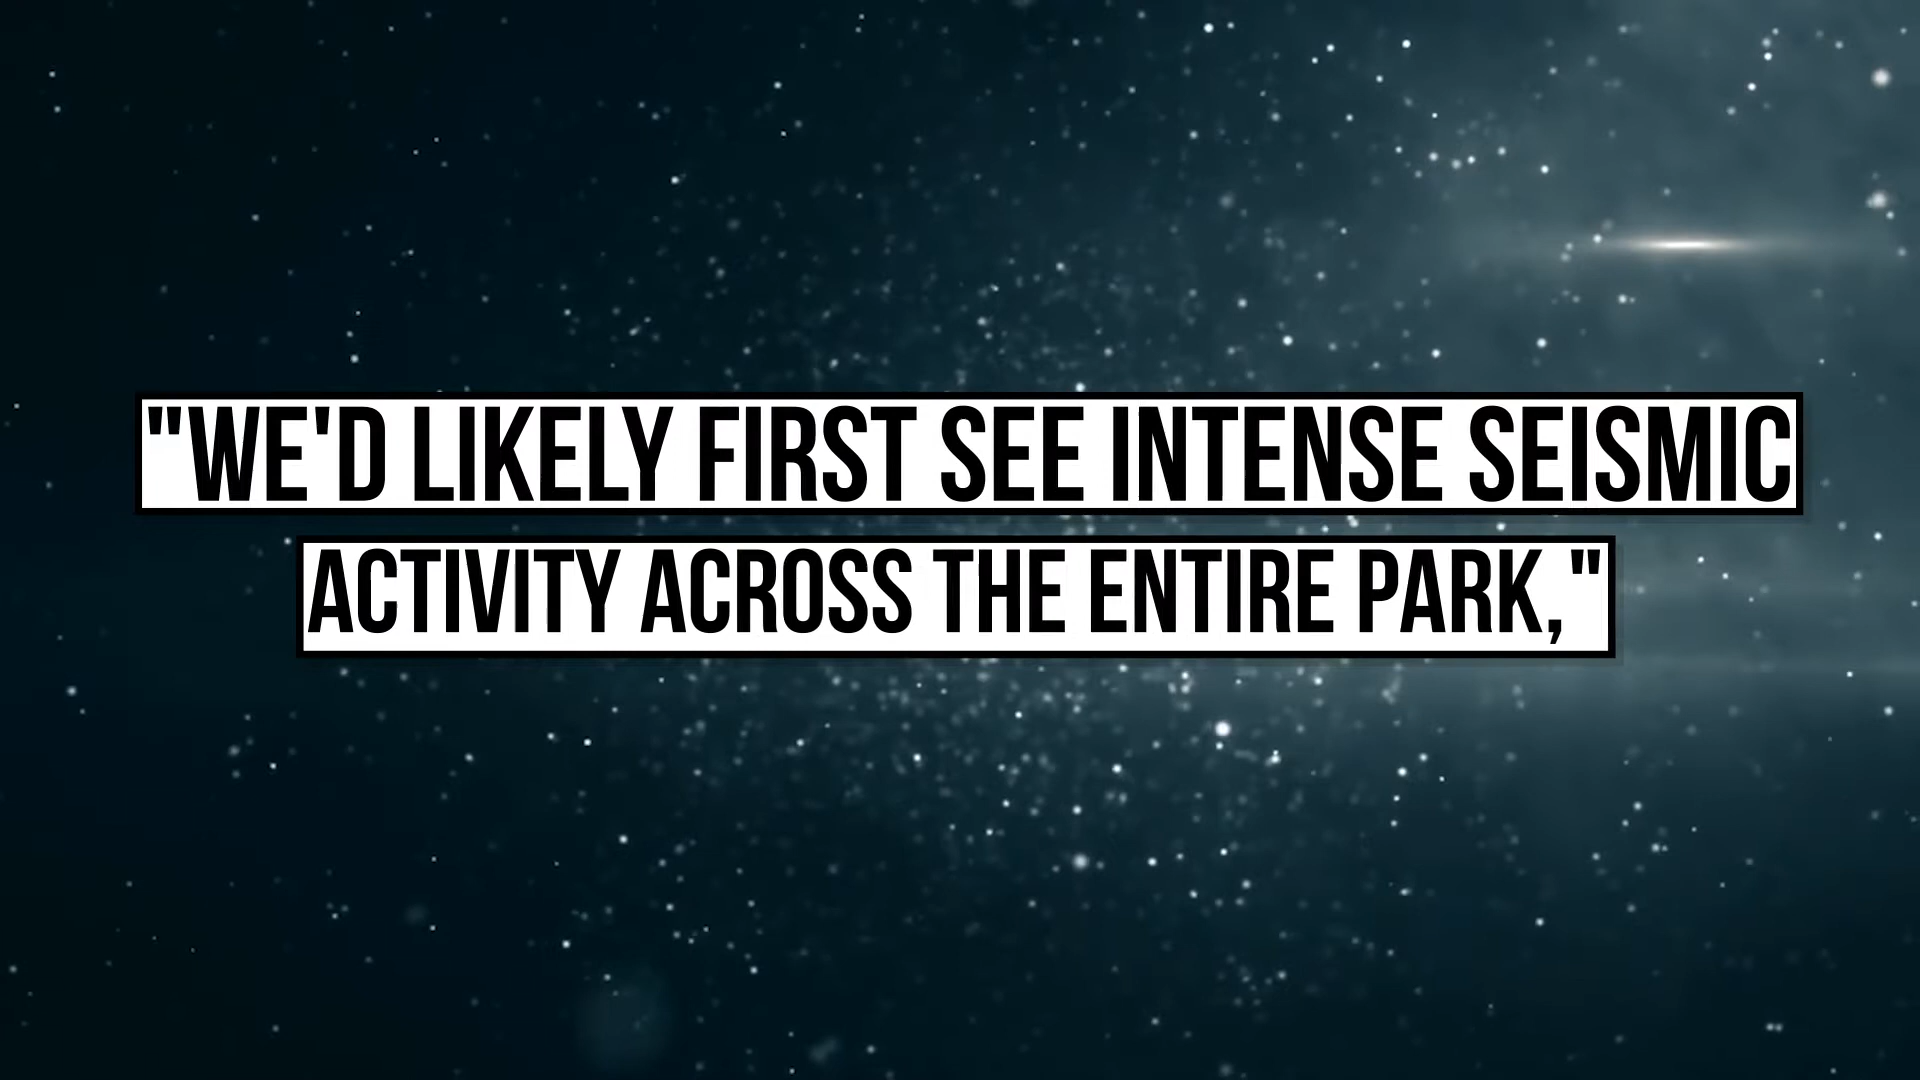 "WE'D LIKELY FIRST SEE INTENSE SEISMIC
ACTIVITY ACROSS THE ENTIRE PARK,"